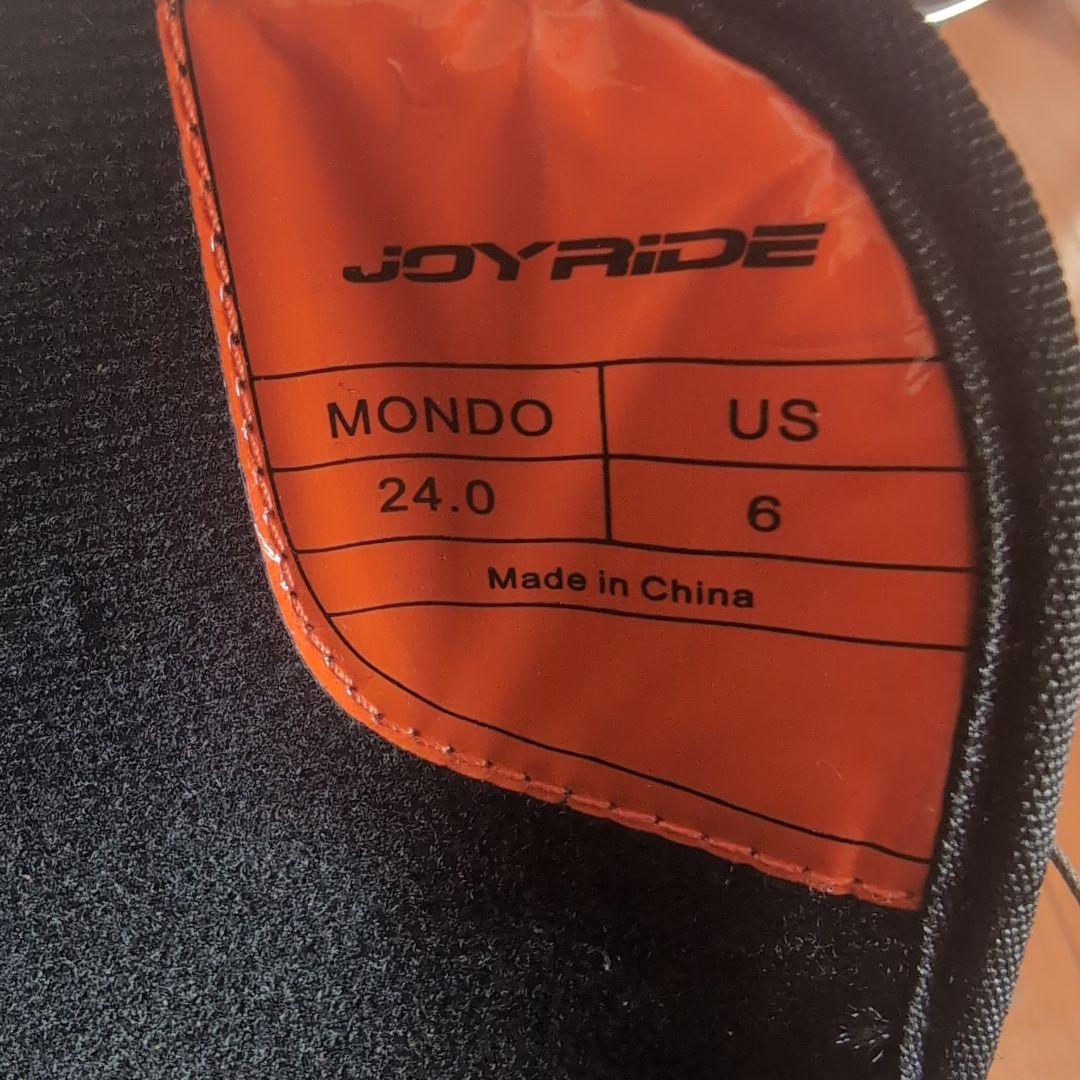 JOYRiDE
MONDO US
24.0 6
Made in China